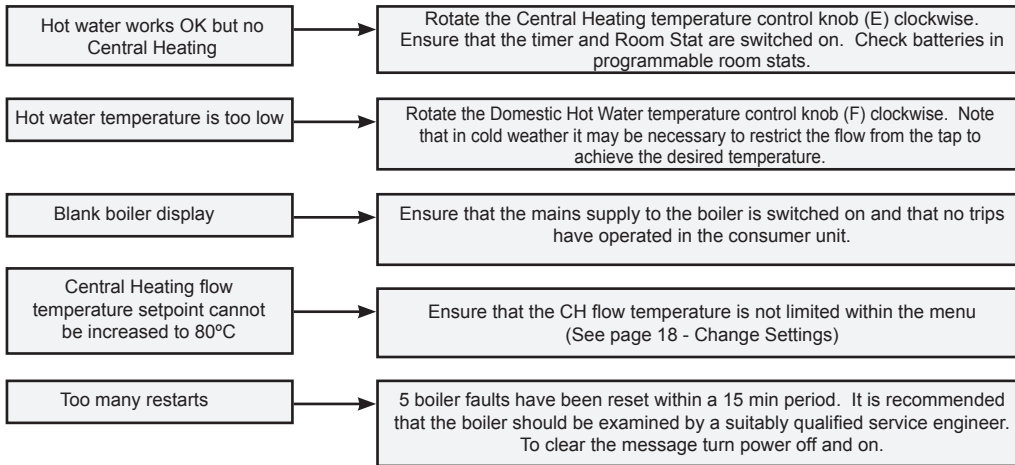 Hot water works OK but no
Central Heating
Rotate the Central Heating temperature control knob (E) clockwise.
Ensure that the timer and Room Stat are switched on.  Check batteries in
programmable room stats.
Hot water temperature is too low
Rotate the Domestic Hot Water temperature control knob (F) clockwise.  Note
that in cold weather it may be necessary to restrict the flow from the tap to
achieve the desired temperature.
Blank boiler display
Ensure that the mains supply to the boiler is switched on and that no trips
have operated in the consumer unit.
Central Heating flow
temperature setpoint cannot
be increased to 80ºC
Ensure that the CH flow temperature is not limited within the menu
(See page 18 - Change Settings)
Too many restarts
5 boiler faults have been reset within a 15 min period.  It is recommended
that the boiler should be examined by a suitably qualified service engineer.
To clear the message turn power off and on.